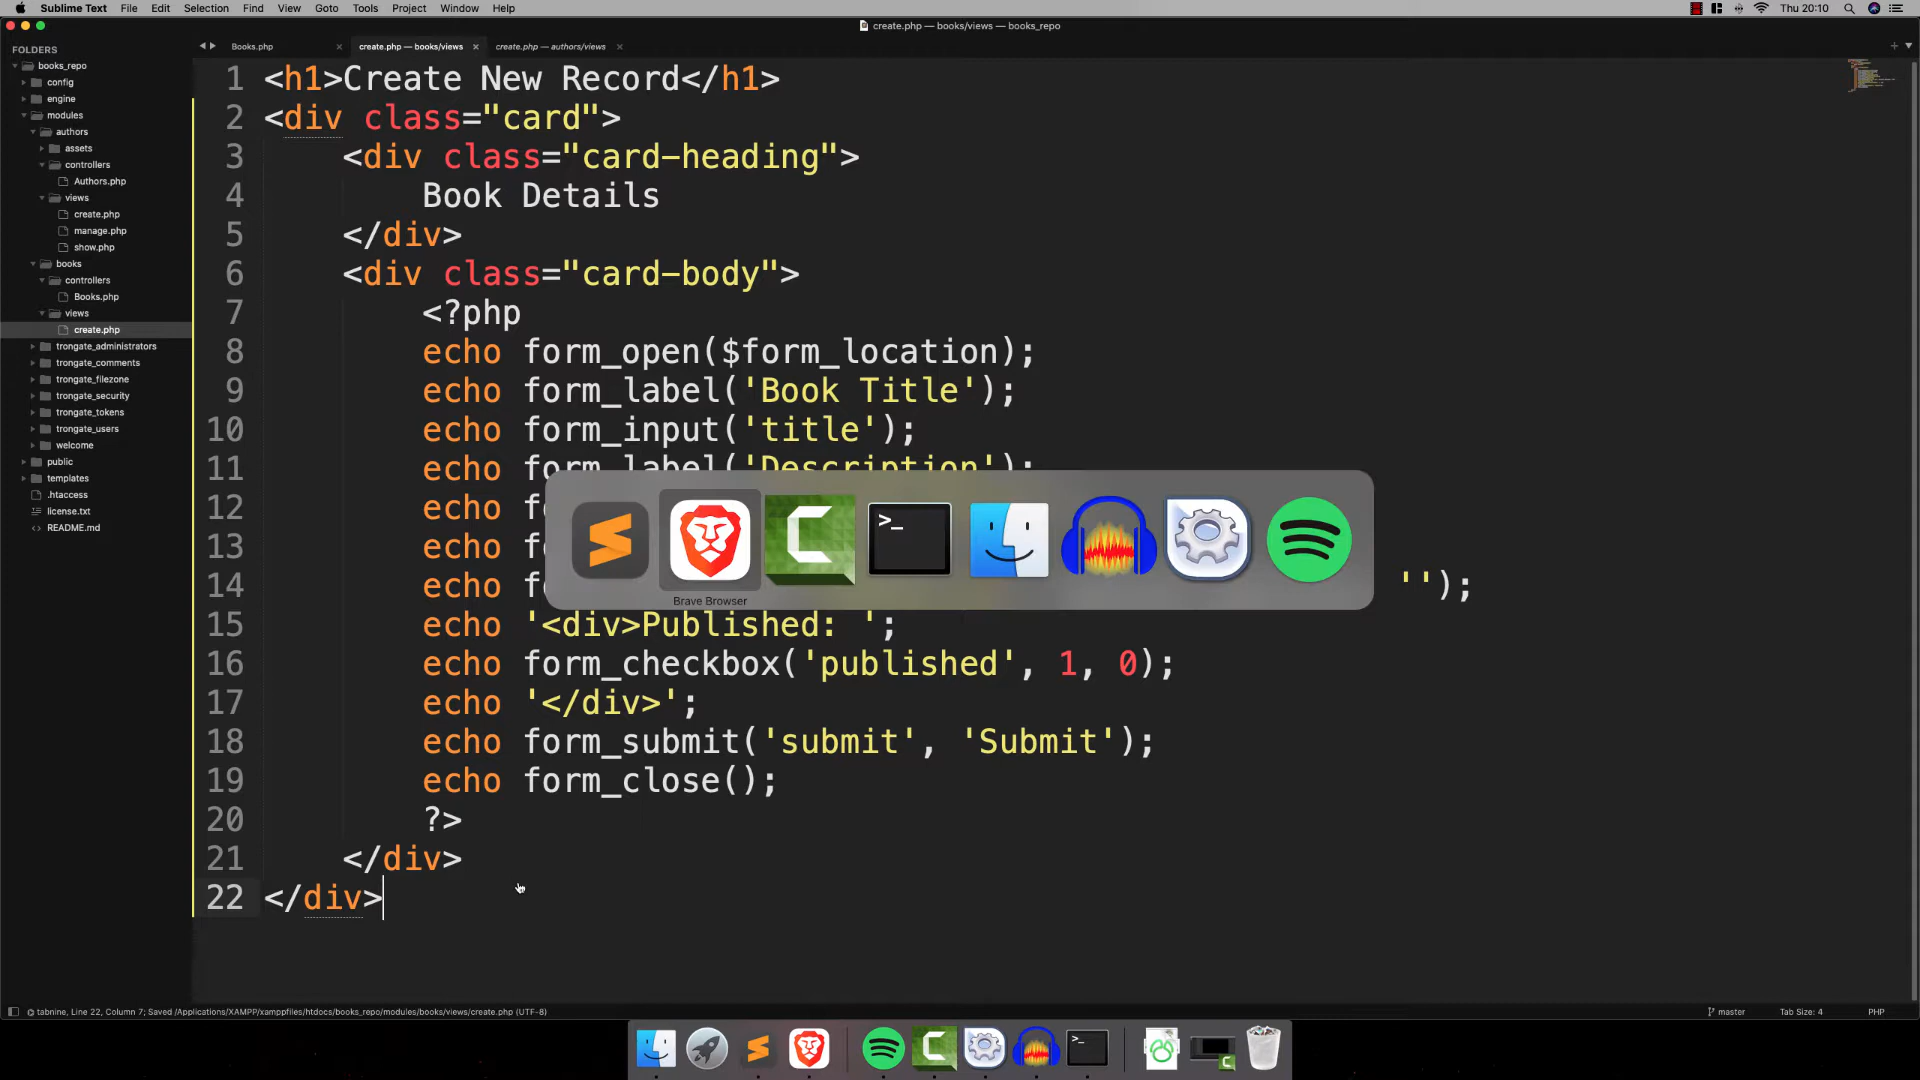 Sublime Text File Edit Selection Find View Goto Tools Project Window Help Thu 20:10
create.php — books/views — books_repo
FOLDERS
books_repo
config
engine
modules
authors
assets
controllers
Authors.php
views
create.php
manage.php
show.php
books
controllers
Books.php
views
create.php
trongate_administrators
trongate_comments
trongate_filezone
trongate_security
trongate_tokens
trongate_users
welcome
public
templates
.htaccess
license.txt
README.md
Books.php create.php — books/views create.php — authors/views
1 <h1>Create New Record</h1>
2 <div class="card">
3 <div class="card-heading">
4 Book Details
5 </div>
6 <div class="card-body">
7 <?php
8 echo form_open($form_location);
9 echo form_label('Book Title');
10 echo form_input('title');
11 echo form_label('Description');
12 echo
13 echo
14 echo '');
Brave Browser
15 echo '<div>Published: ';
16 echo form_checkbox('published', 1, 0);
17 echo '</div>';
18 echo form_submit('submit', 'Submit');
19 echo form_close();
20 ?>
21 </div>
22 </div>
tabnine, Line 22, Column 7; Saved /Applications/XAMPP/xamppfiles/htdocs/books_repo/modules/books/views/create.php (UTF-8) master Tab Size: 4 PHP